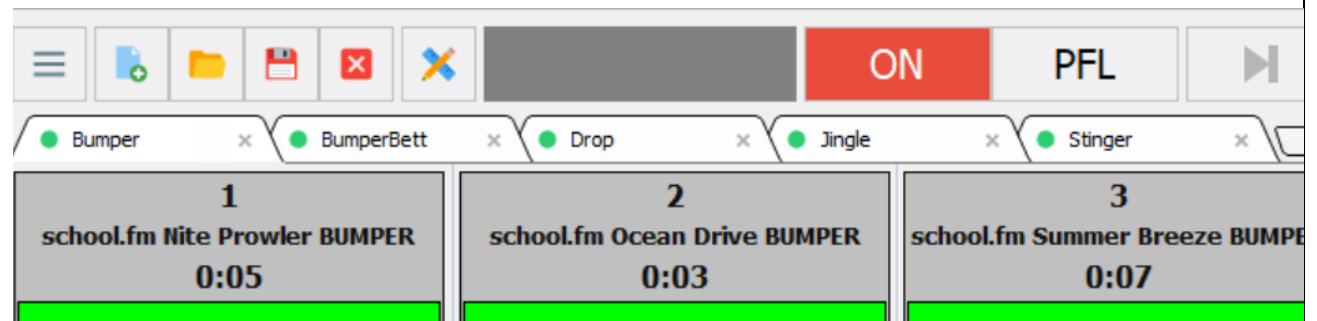 ON PFL
Bumper BumperBett Drop Jingle Stinger
1
school.fm Nite Prowler BUMPER
0:05
2
school.fm Ocean Drive BUMPER
0:03
3
school.fm Summer Breeze BUMPE
0:07